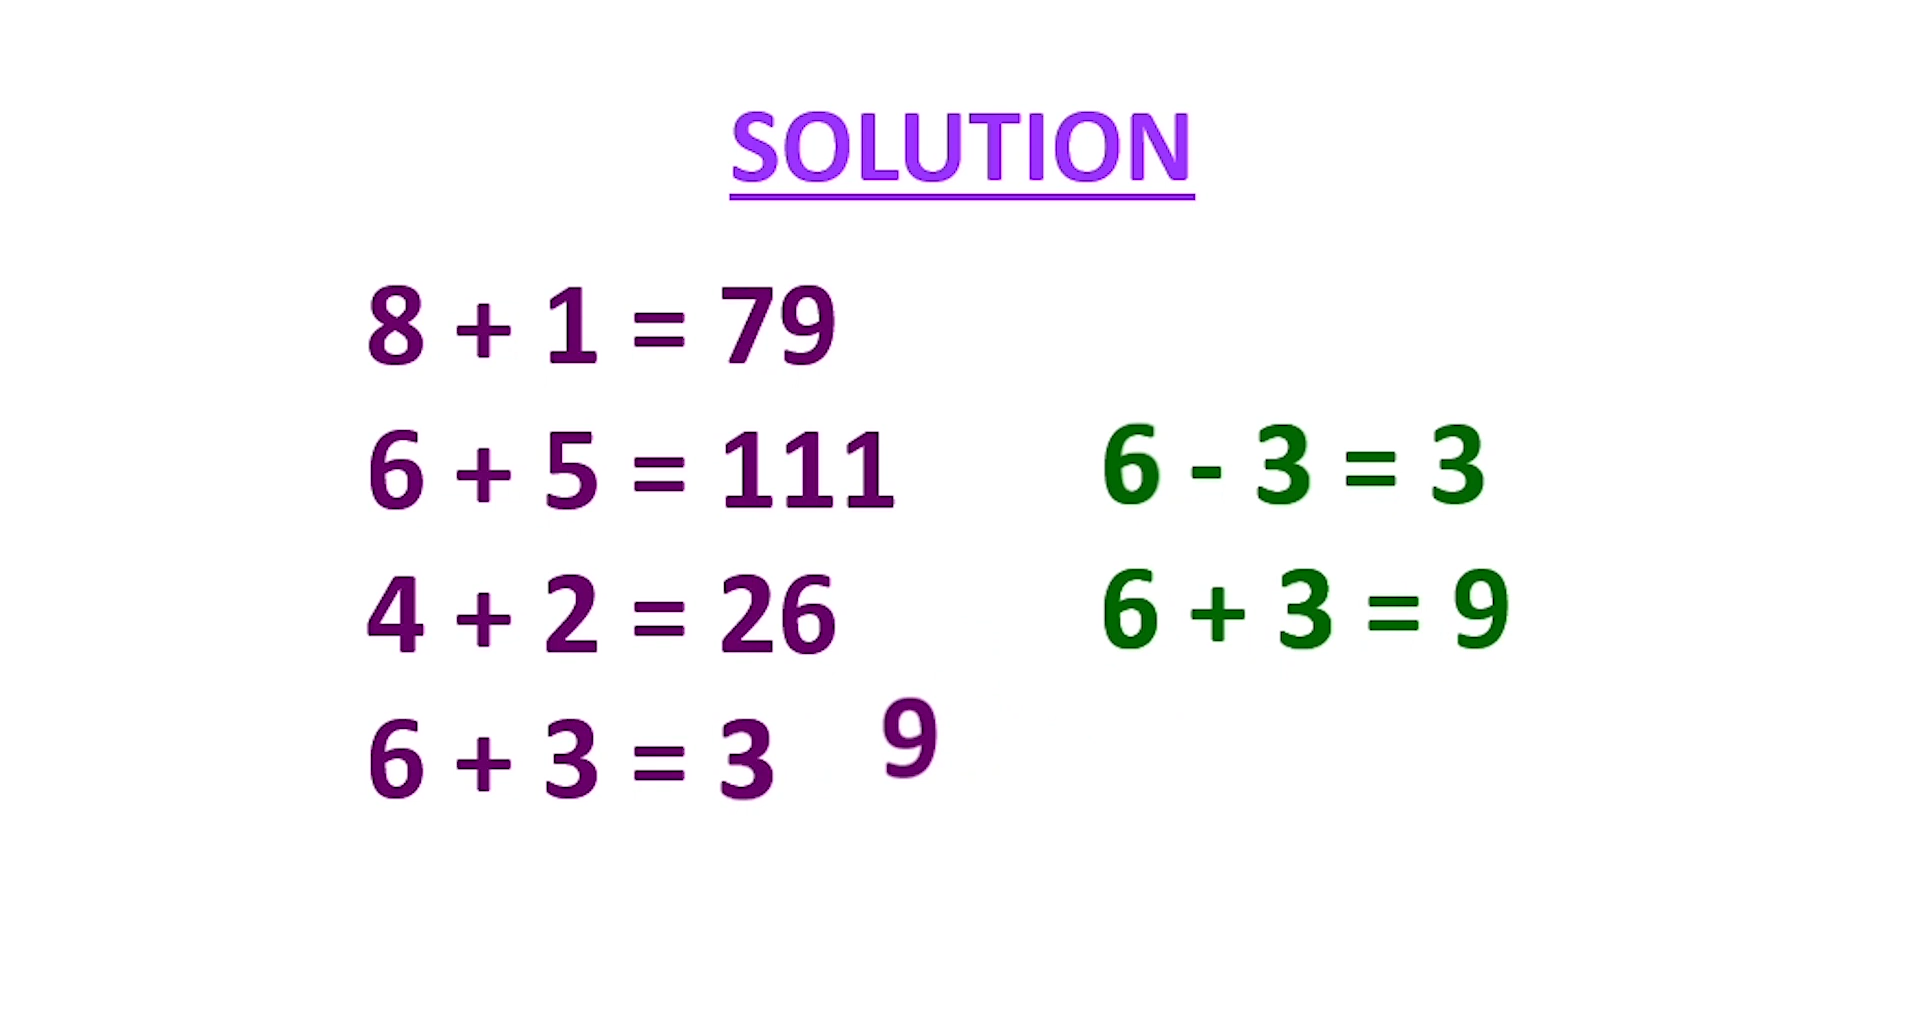 SOLUTION
8 + 1 = 79
6 + 5 = 111
4 + 2 = 26
6 + 3 = 3 9
6 - 3 = 3
6 + 3 = 9